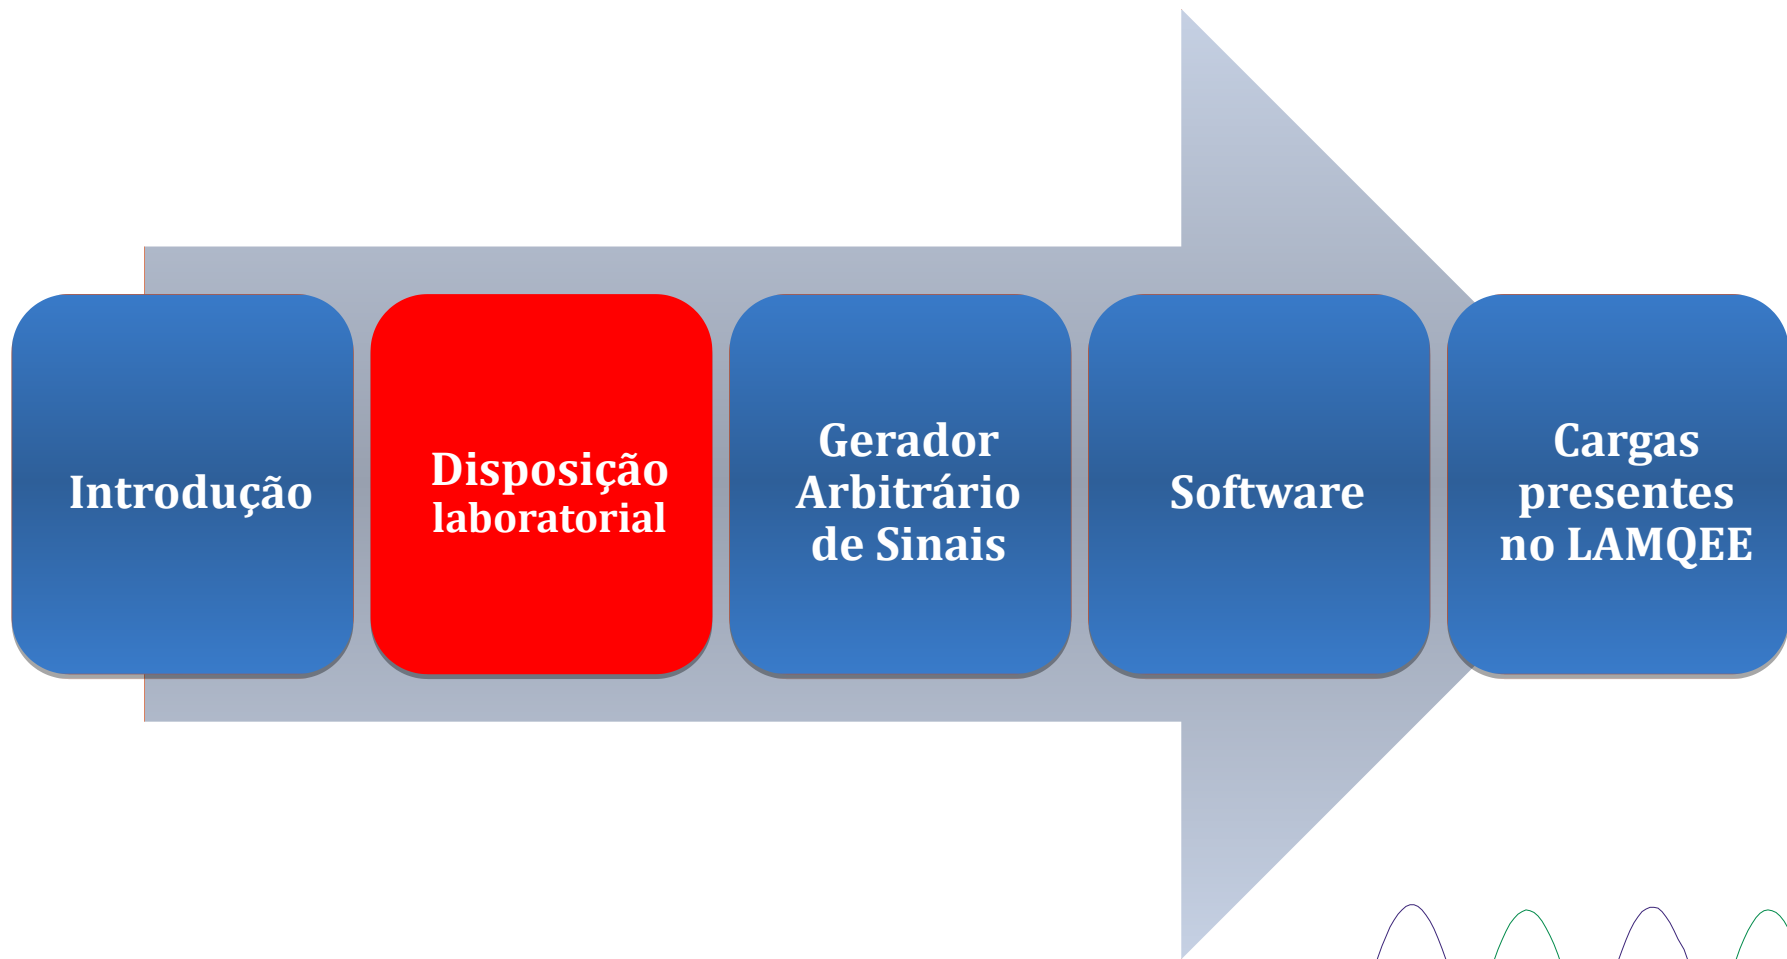 Introdução
Disposição
laboratorial
Gerador
Arbitrário
de Sinais
Software
Cargas
presentes
no LAMQEE